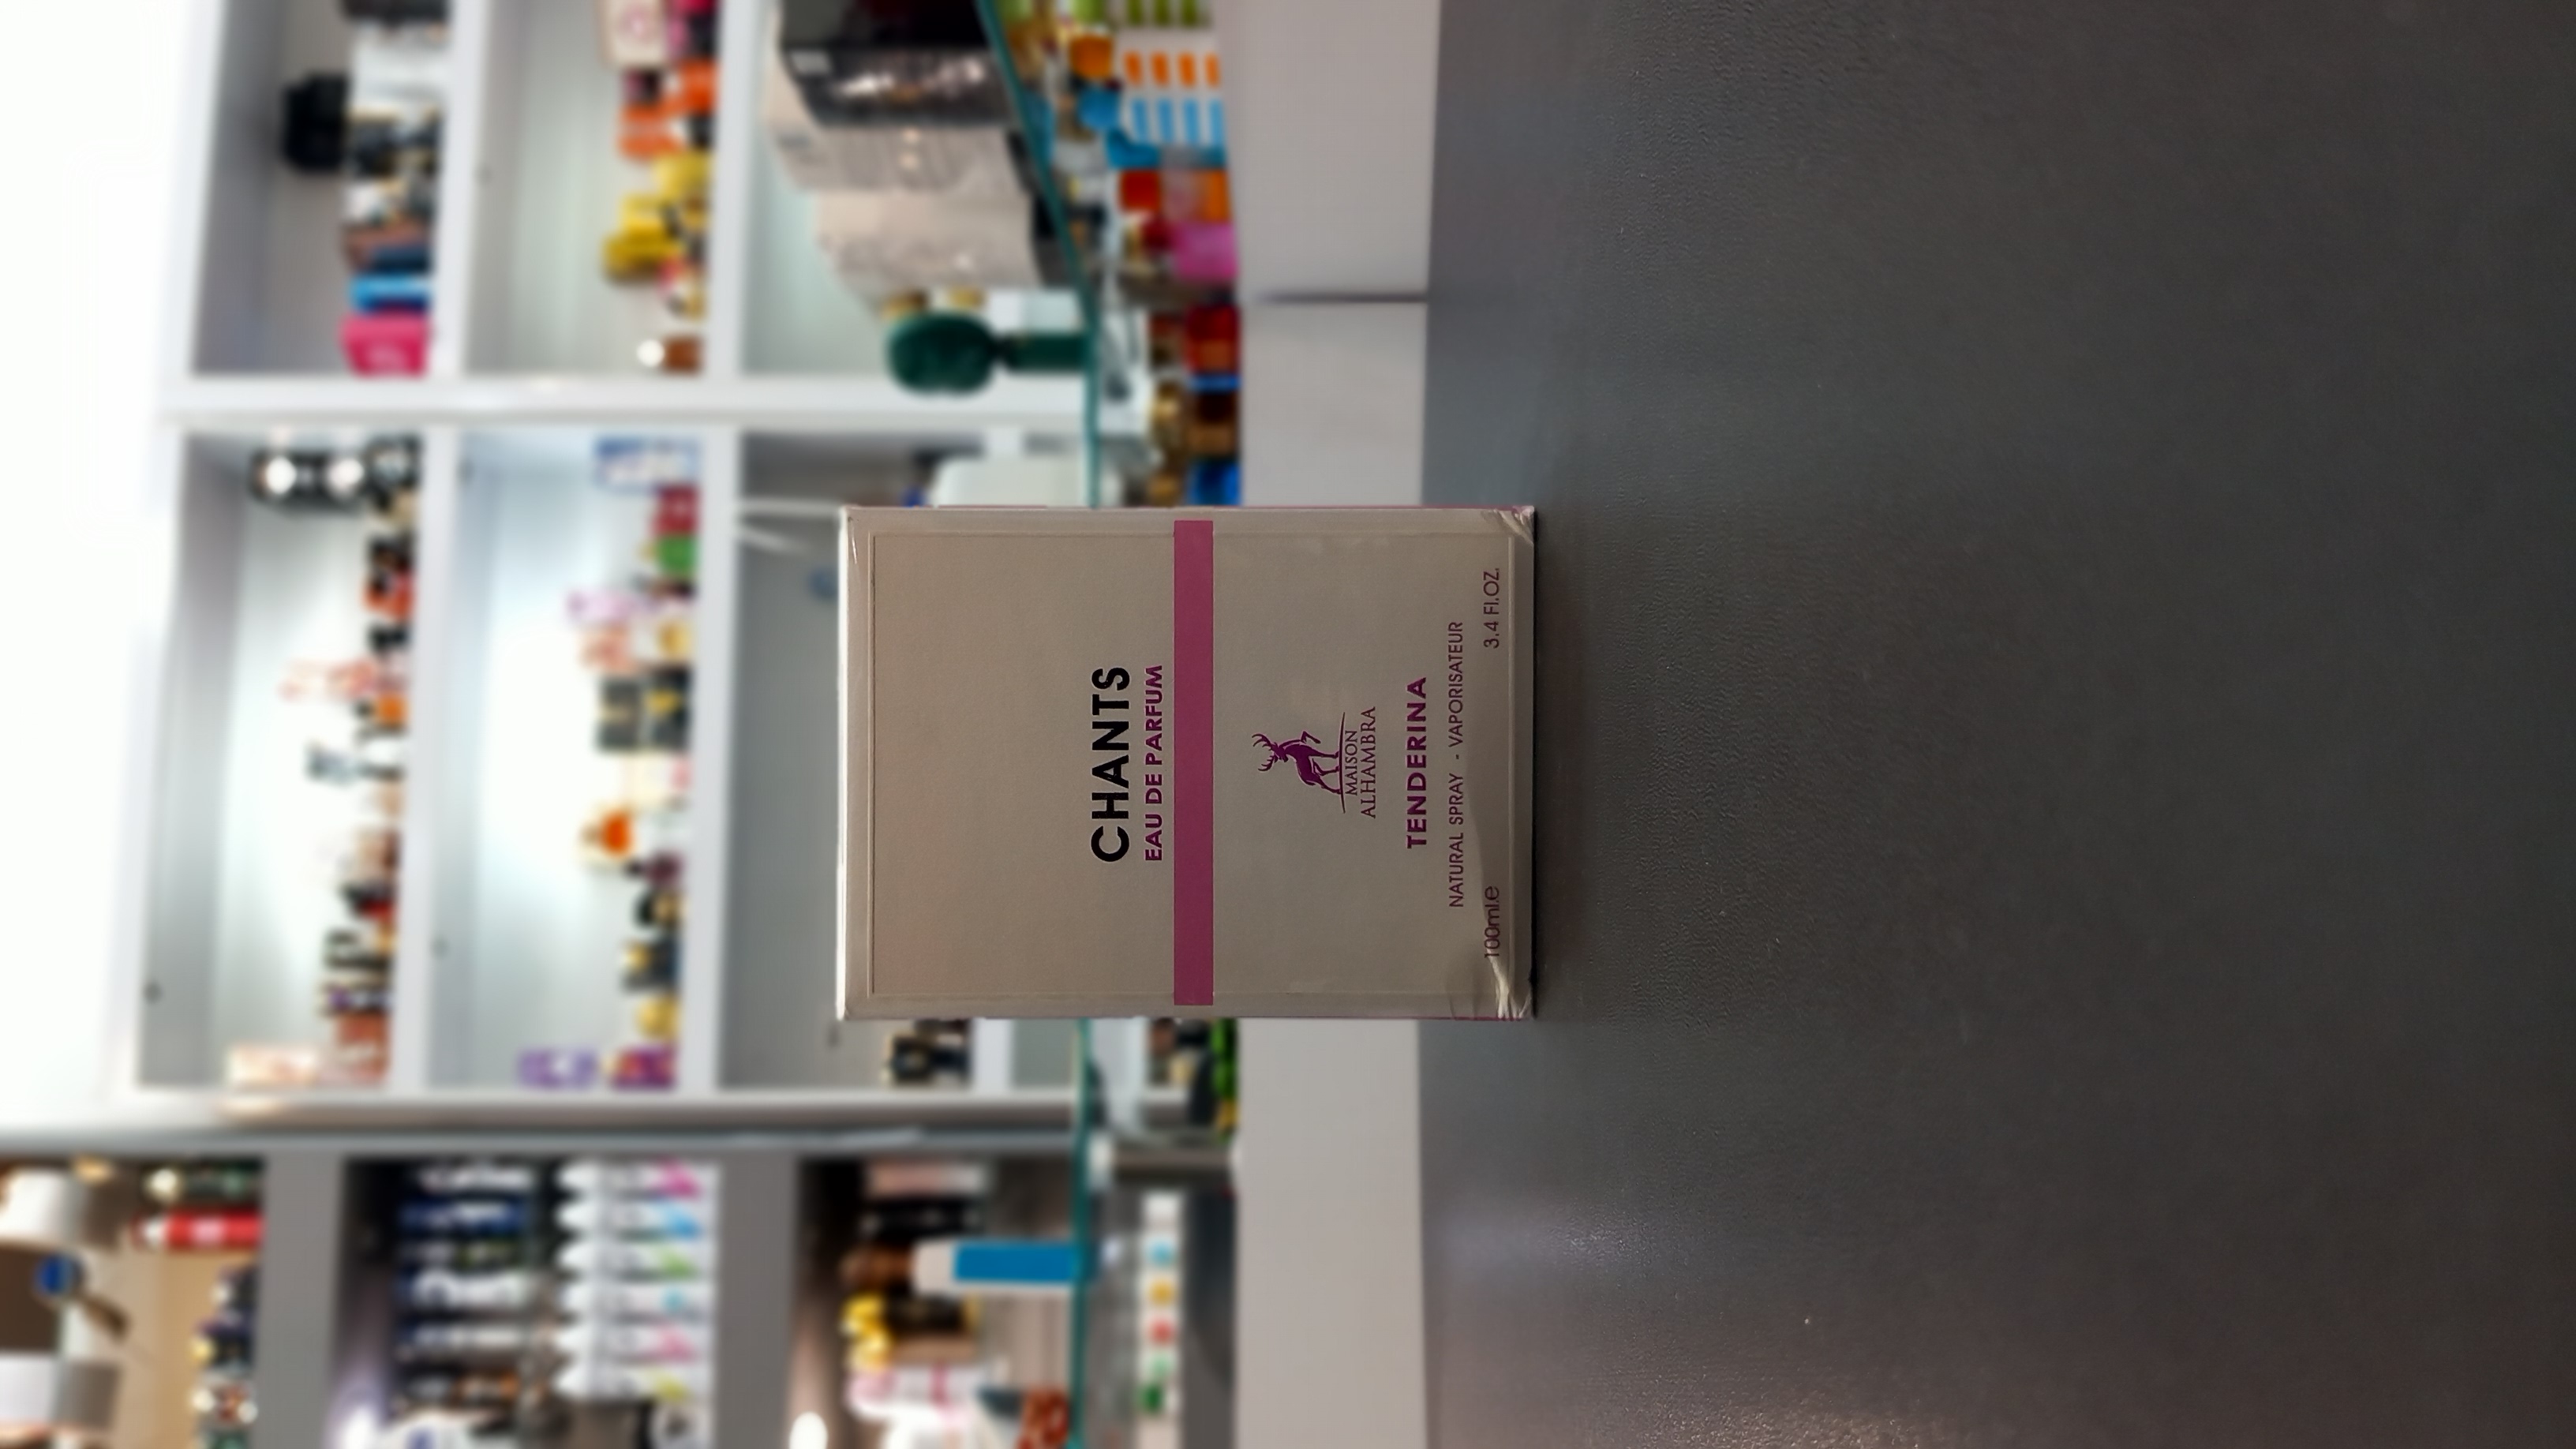 CHANTS
EAU DE PARFUM
MAISON
ALHAMBRA
TENDERINA
NATURAL SPRAY - VAPORISATEUR
100ml.e 3.4 Fl.OZ.